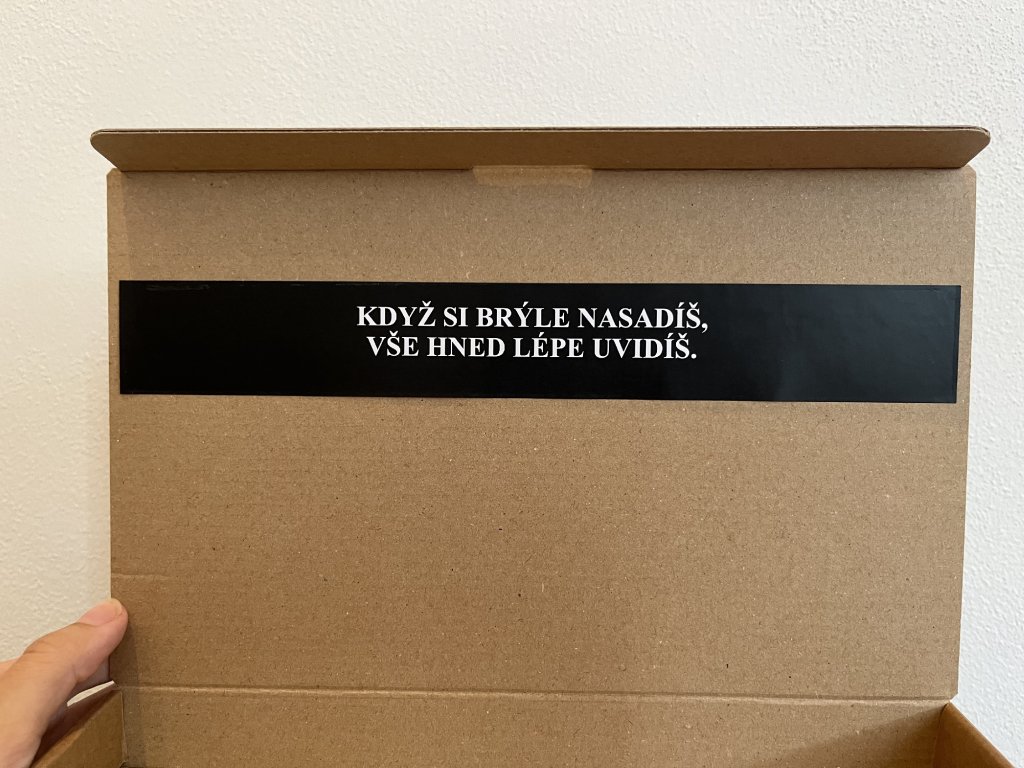 KDYŽ SI BRÝLE NASADÍŠ,
VŠE HNED LÉPE UVIDÍŠ.